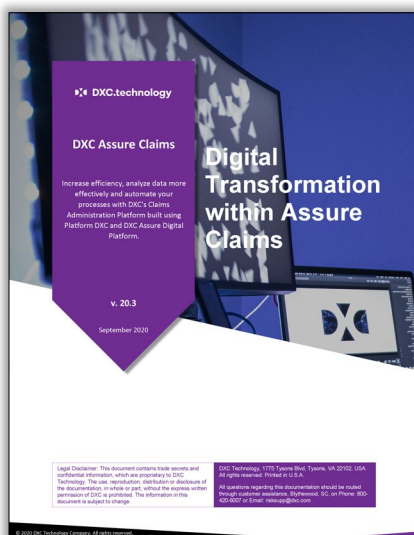 DXC.technology
DXC Assure Claims
Increase efficiency, analyze data more
effectively and automate your
processes with DXC's Claims
Administration Platform built using
Platform DXC and DXC Assure Digital
Platform.
v. 20.3
September 2020
Digital
Transformation
within Assure
Claims
Legal Disclaimer: This document contains trade secrets and
confidential information, which are proprietary to DXC
Technology. The use, reproduction, distribution or disclosure of
the documentation, in whole or part, without the express written
permission of DXC is prohibited. The information in this
document is subject to change.
DXC Technology, 1775 Tysons Blvd, Tysons, VA 22102, USA.
All rights reserved. Printed in U.S.A.
All questions regarding this documentation should be routed
through customer assistance, Blythewood, SC, on Phone: 800-
420-6007 or Email: risksupp@dxc.com
© 2020 DXC Technology Company. All rights reserved.